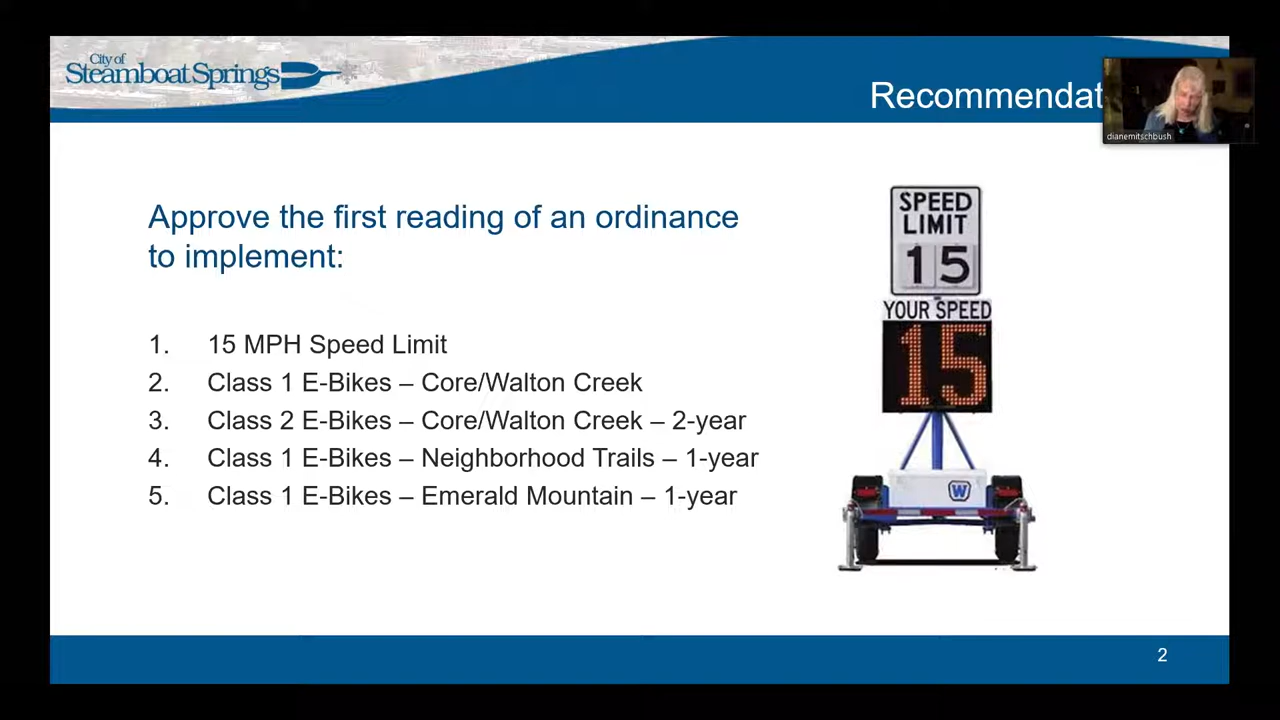 City of
Steamboat Springs
Recommendat
dianemitschbush
Approve the first reading of an ordinance
to implement:
1. 15 MPH Speed Limit
2. Class 1 E-Bikes – Core/Walton Creek
3. Class 2 E-Bikes – Core/Walton Creek – 2-year
4. Class 1 E-Bikes – Neighborhood Trails – 1-year
5. Class 1 E-Bikes – Emerald Mountain – 1-year
SPEED
LIMIT
15
YOUR SPEED
15
W
2